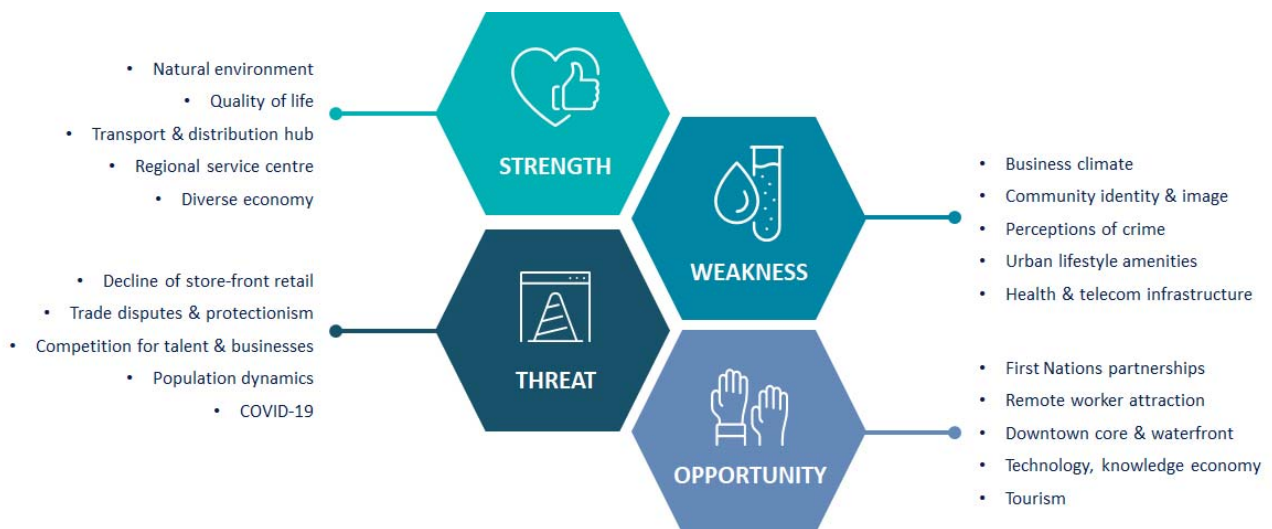 • Natural environment
• Quality of life
• Transport & distribution hub
• Regional service centre
• Diverse economy
STRENGTH
• Business climate
• Community identity & image
• Perceptions of crime
• Urban lifestyle amenities
• Health & telecom infrastructure
WEAKNESS
• Decline of store-front retail
• Trade disputes & protectionism
• Competition for talent & businesses
• Population dynamics
• COVID-19
THREAT
• First Nations partnerships
• Remote worker attraction
• Downtown core & waterfront
• Technology, knowledge economy
• Tourism
OPPORTUNITY